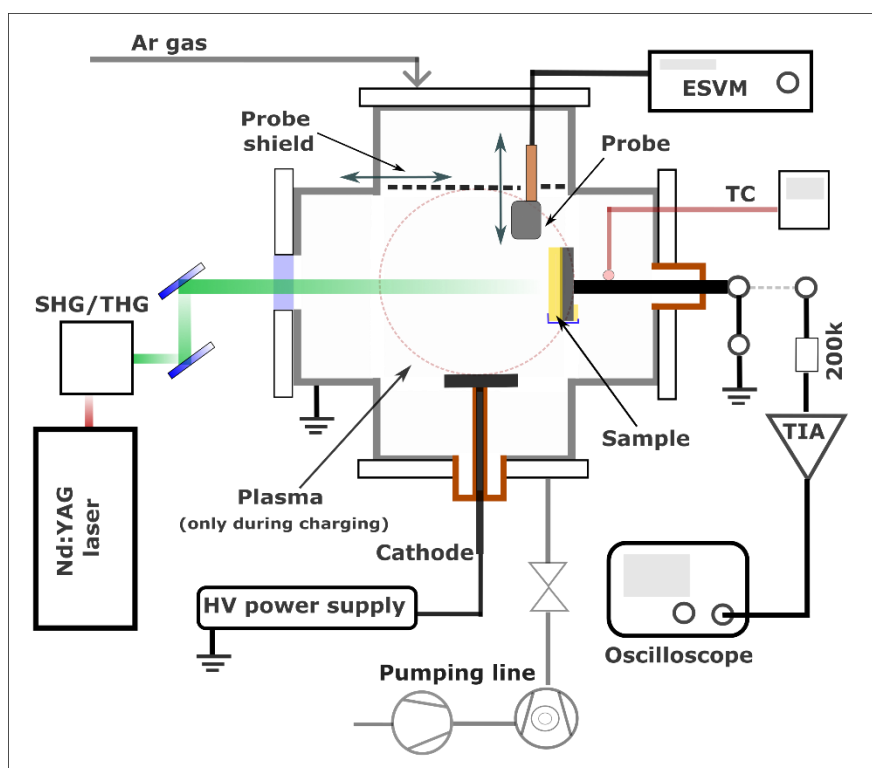 Ar gas
ESVM
Probe
shield
Probe
TC
SHG/THG
200k
TIA
Sample
Plasma
(only during charging)
Nd:YAG
laser
Cathode
HV power supply
Oscilloscope
Pumping line